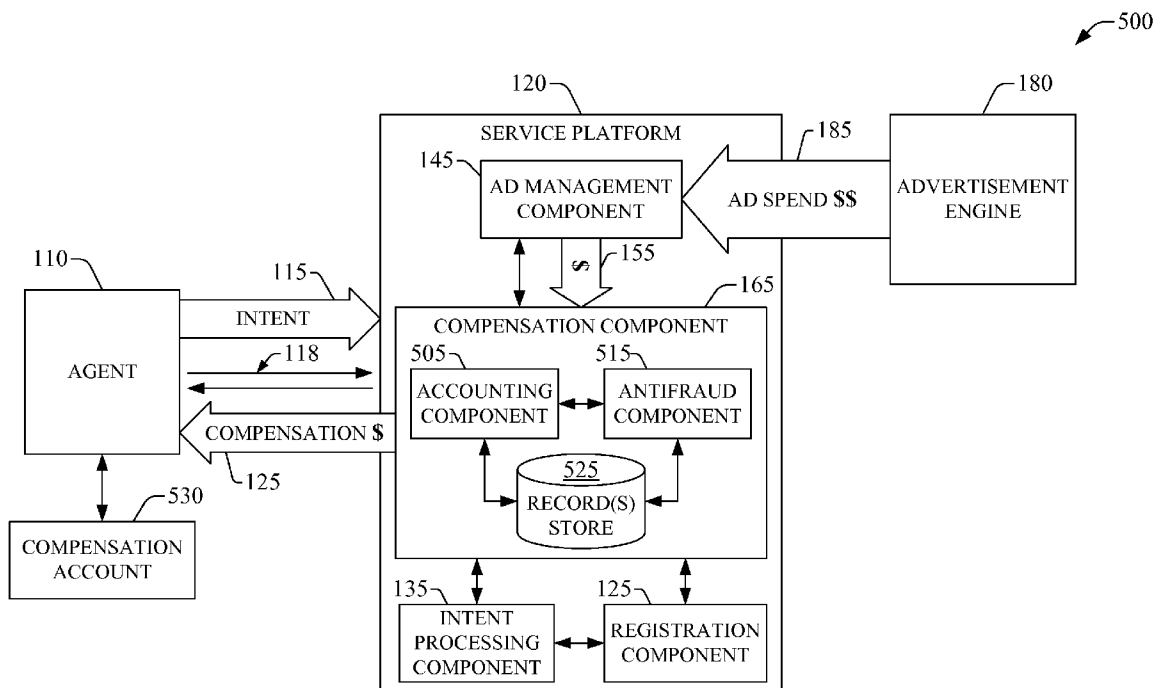 500
120
180
SERVICE PLATFORM
185
145
AD MANAGEMENT
COMPONENT
AD SPEND $$
ADVERTISEMENT
ENGINE
155
$
110
115
165
INTENT
COMPENSATION COMPONENT
505
515
118
AGENT
ACCOUNTING
COMPONENT
ANTIFRAUD
COMPONENT
COMPENSATION $
125
525
RECORD(S)
STORE
530
COMPENSATION
ACCOUNT
135
125
INTENT
PROCESSING
COMPONENT
REGISTRATION
COMPONENT